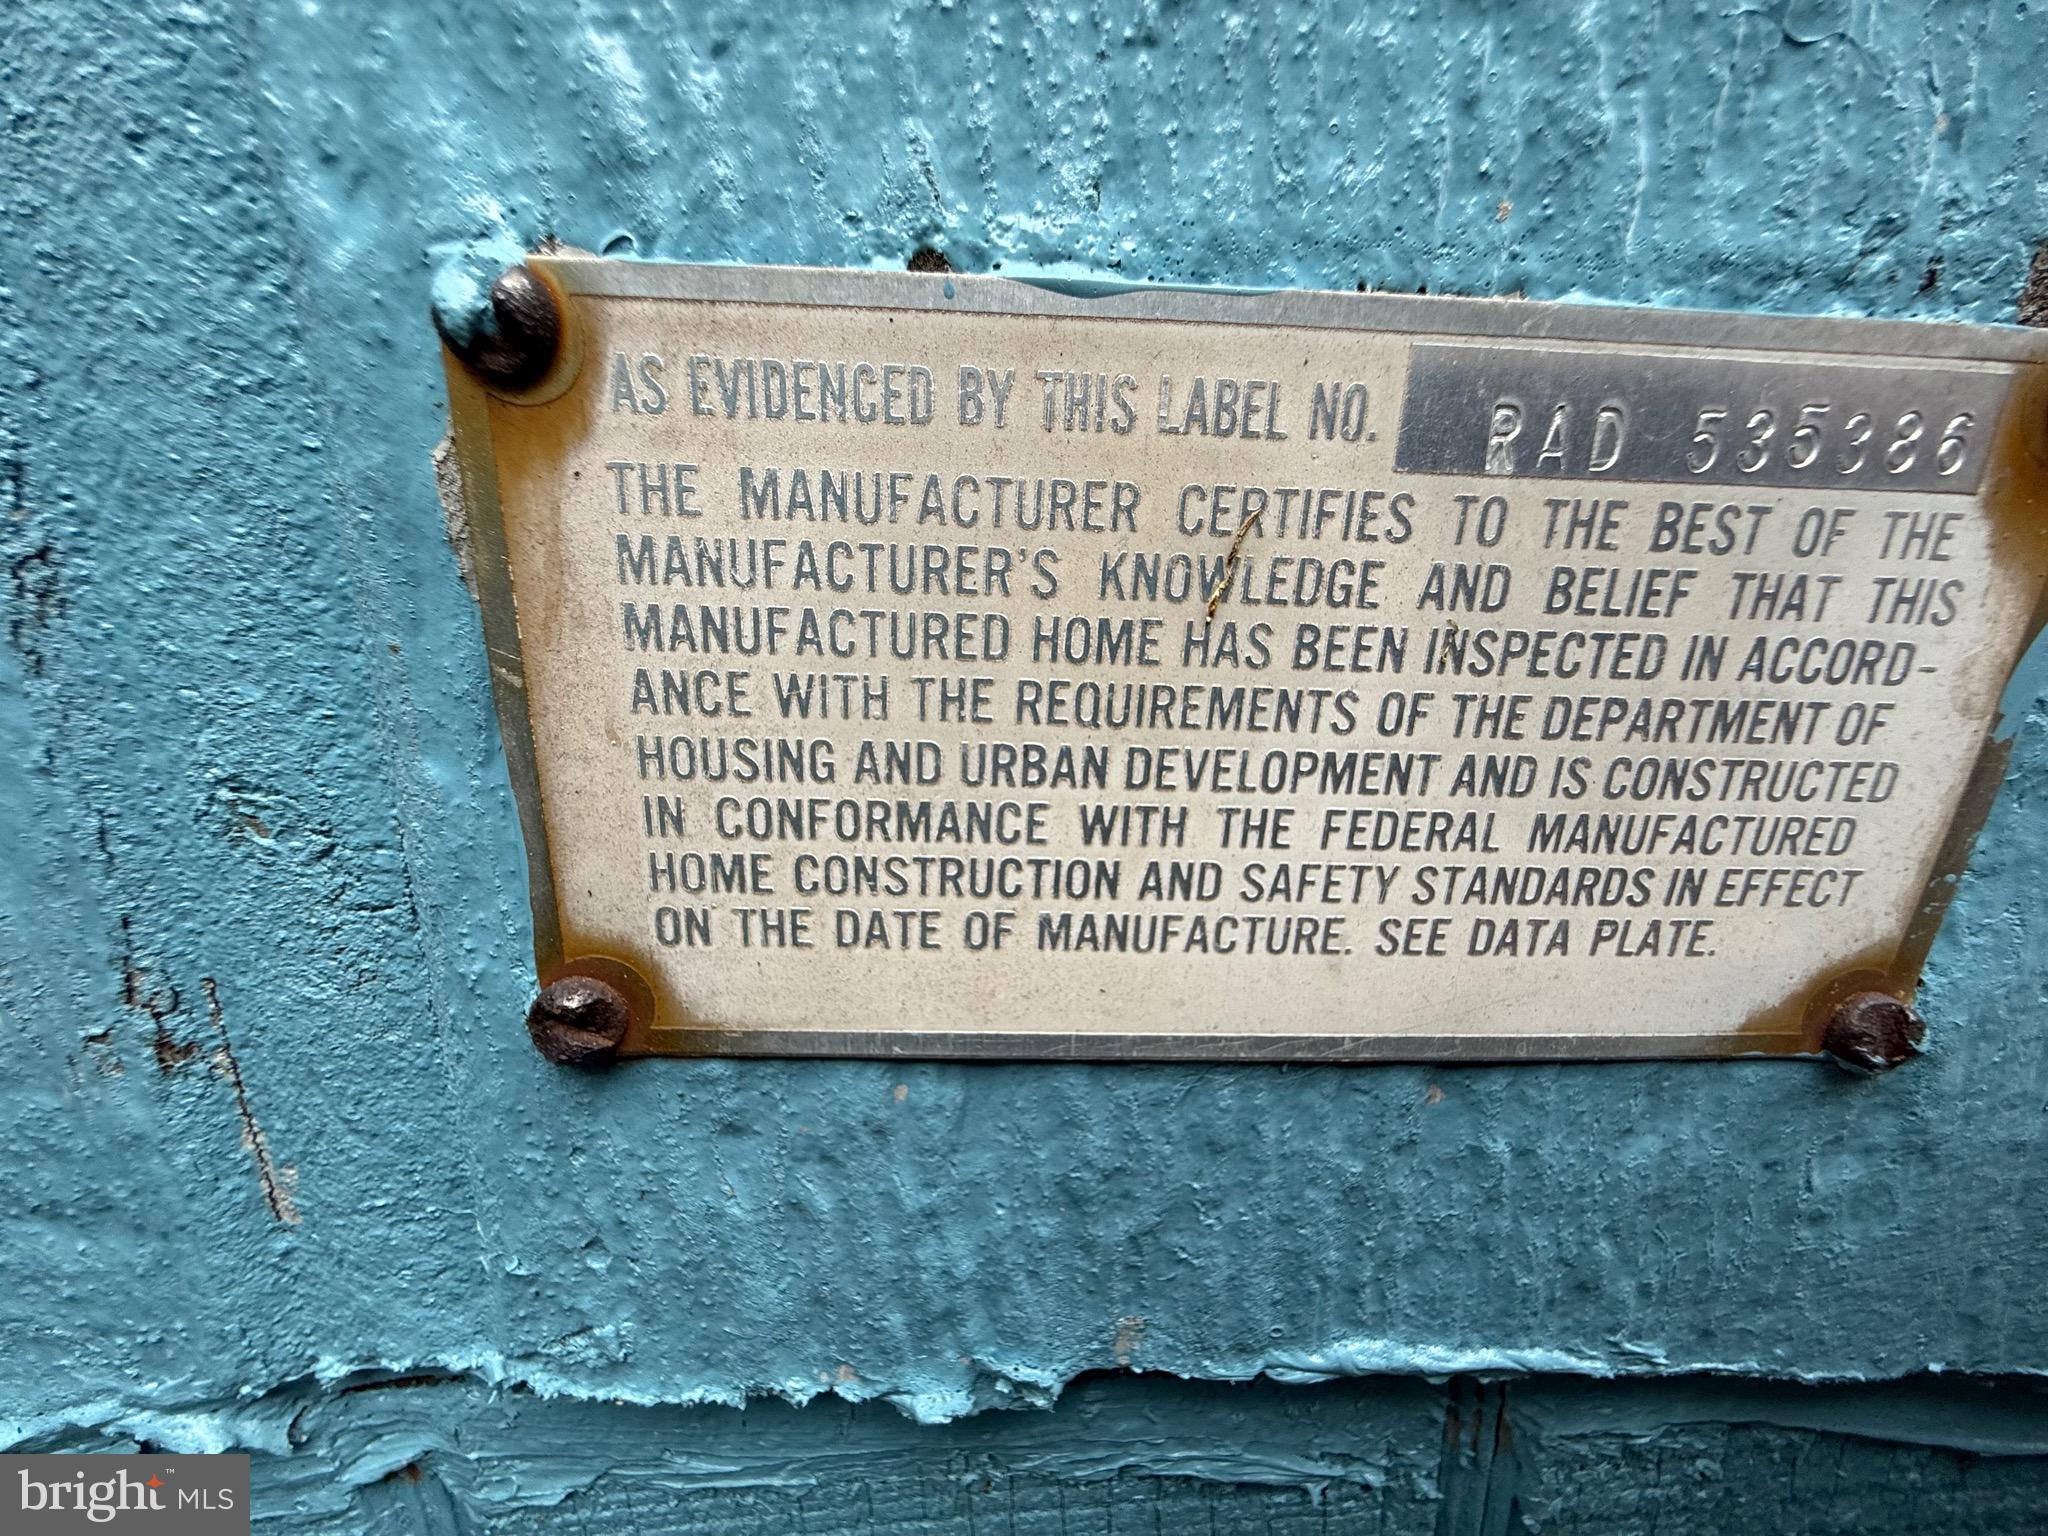 AS EVIDENCED BY THIS LABEL NO. RAD 535386
THE MANUFACTURER CERTIFIES TO THE BEST OF THE
MANUFACTURER'S KNOWLEDGE AND BELIEF THAT THIS
MANUFACTURED HOME HAS BEEN INSPECTED IN ACCORD-
ANCE WITH THE REQUIREMENTS OF THE DEPARTMENT OF
HOUSING AND URBAN DEVELOPMENT AND IS CONSTRUCTED
IN CONFORMANCE WITH THE FEDERAL MANUFACTURED
HOME CONSTRUCTION AND SAFETY STANDARDS IN EFFECT
ON THE DATE OF MANUFACTURE. SEE DATA PLATE.
bright™ MLS